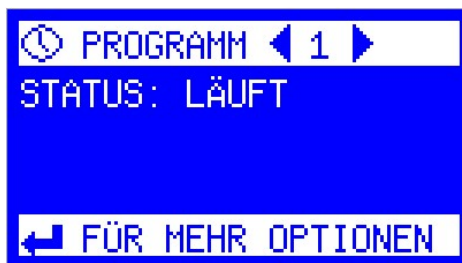 PROGRAMM ◀ 1 ▶
STATUS: LÄUFT
FÜR MEHR OPTIONEN